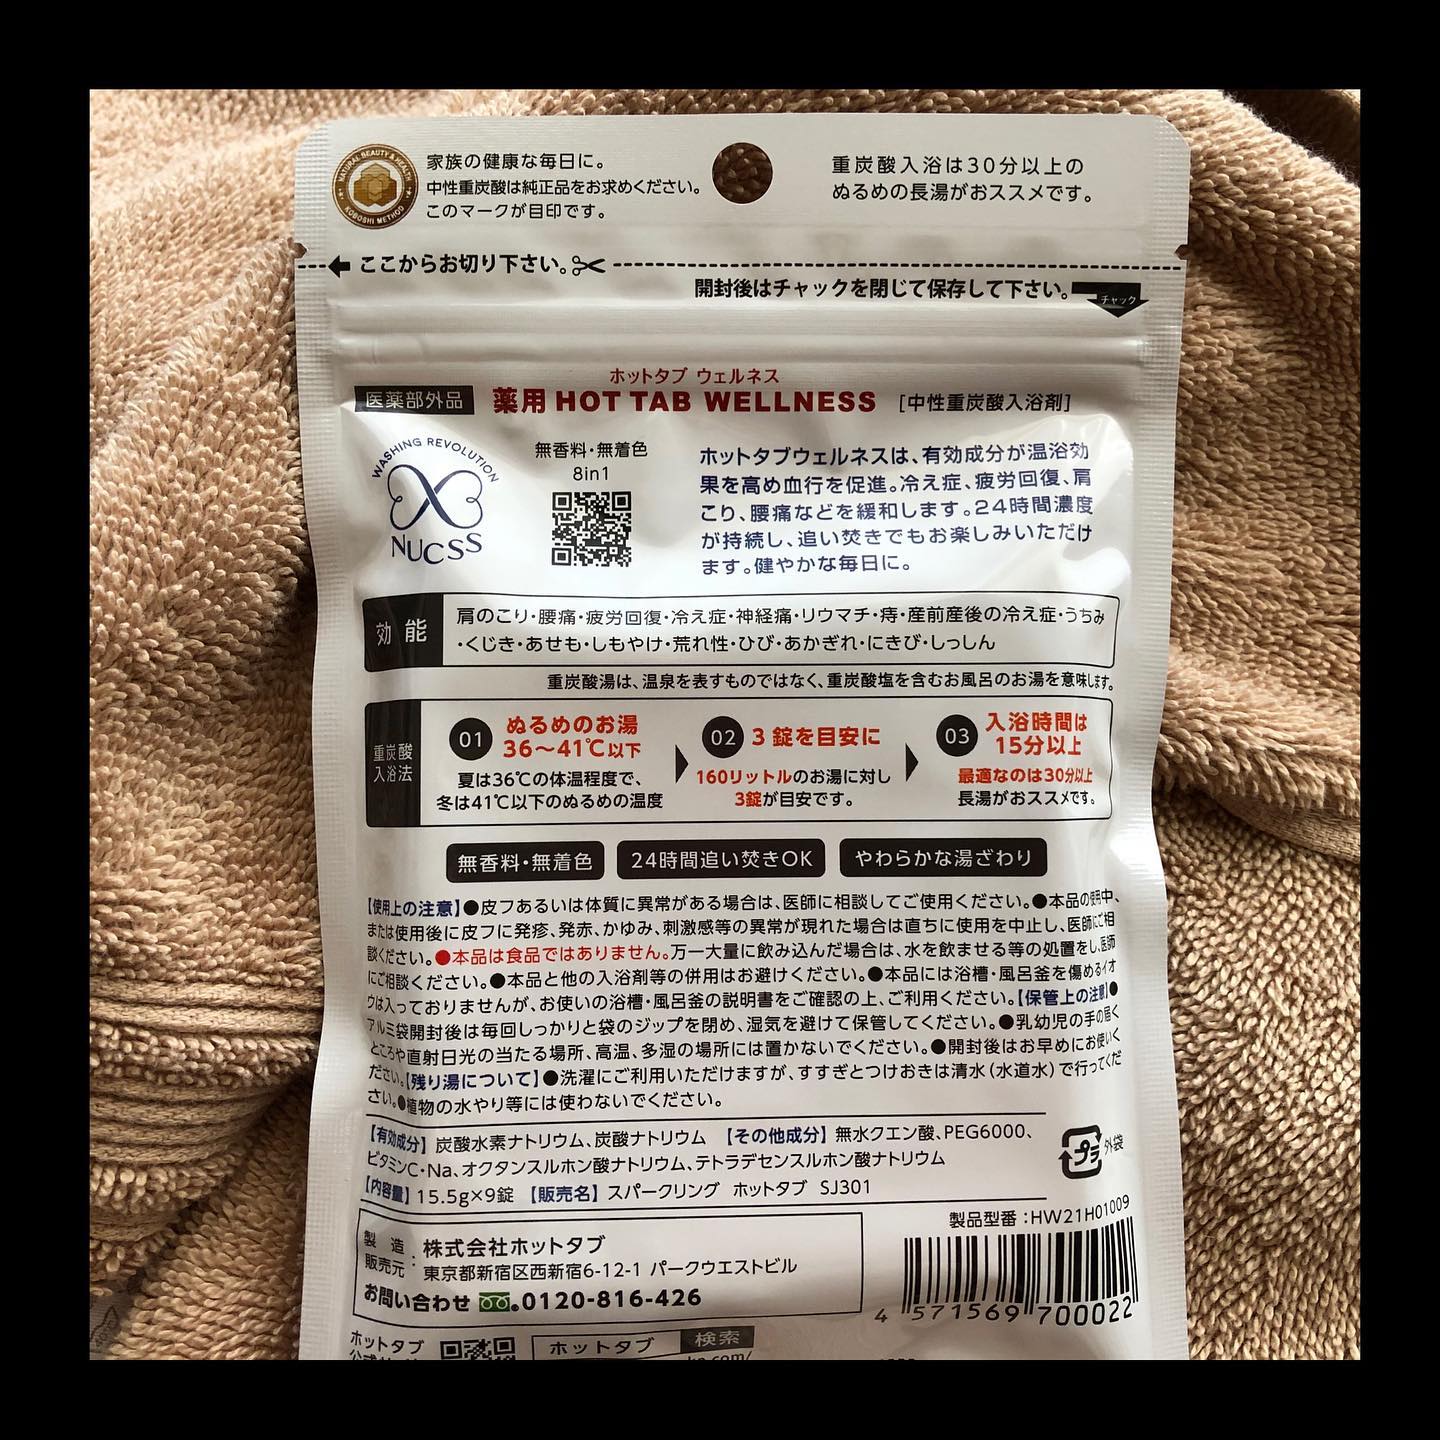 NATURAL BEAUTY & HEALTH
KOBOSHI METHOD
家族の健康な毎日に。
中性重炭酸は純正品をお求めください。
このマークが目印です。
重炭酸入浴は30分以上の
ぬるめの長湯がおススメです。
ここからお切り下さい。
開封後はチャックを閉じて保存して下さい。
チャック
ホットタブ ウェルネス
医薬部外品 薬用 HOT TAB WELLNESS [中性重炭酸入浴剤]
WASHING REVOLUTION
NUCSS
無香料・無着色
8in1
ホットタブウェルネスは、有効成分が温浴効
果を高め血行を促進。冷え症、疲労回復、肩
こり、腰痛などを緩和します。24時間濃度
が持続し、追い焚きでもお楽しみいただけ
ます。健やかな毎日に。
効 能
肩のこり・腰痛・疲労回復・冷え症・神経痛・リウマチ・痔・産前産後の冷え症・うちみ
・くじき・あせも・しもやけ・荒れ性・ひび・あかぎれ・にきび・しっしん
重炭酸湯は、温泉を表すものではなく、重炭酸塩を含むお風呂のお湯を意味します。
重炭酸
入浴法
01 ぬるめのお湯
36～41℃以下
夏は36℃の体温程度で、
冬は41℃以下のぬるめの温度
02 3 錠を目安に
160リットルのお湯に対し
3錠が目安です。
03 入浴時間は
15分以上
最適なのは30分以上
長湯がおススメです。
無香料・無着色 24時間追い焚きOK やわらかな湯ざわり
【使用上の注意】●皮フあるいは体質に異常がある場合は、医師に相談してご使用ください。●本品の使用中、
または使用後に皮フに発疹、発赤、かゆみ、刺激感等の異常が現れた場合は直ちに使用を中止し、医師にご相
談ください。●本品は食品ではありません。万一大量に飲み込んだ場合は、水を飲ませる等の処置をし、医師
にご相談ください。●本品と他の入浴剤等の併用はお避けください。●本品には浴槽・風呂釜を傷めるイオ
ウは入っておりませんが、お使いの浴槽・風呂釜の説明書をご確認の上、ご利用ください。【保管上の注意】●
アルミ袋開封後は毎回しっかりと袋のジップを閉め、湿気を避けて保管してください。●乳幼児の手の届く
ところや直射日光の当たる場所、高温、多湿の場所には置かないでください。●開封後はお早めにお使いく
ださい。【残り湯について】●洗濯にご利用いただけますが、すすぎとつけおきは清水（水道水）で行ってくだ
さい。●植物の水やり等には使わないでください。
【有効成分】炭酸水素ナトリウム、炭酸ナトリウム 【その他成分】無水クエン酸、PEG6000、
ビタミンC・Na、オクタンスルホン酸ナトリウム、テトラデセンスルホン酸ナトリウム
【内容量】15.5g×9錠 【販売名】スパークリング ホットタブ SJ301
プラ 外袋
製品型番：HW21H01009
製 造
販売元
：
株式会社ホットタブ
東京都新宿区西新宿6-12-1 パークウエストビル
お問い合わせ 0120-816-426
4 571569 700022
ホットタブ
ホットタブ 検索